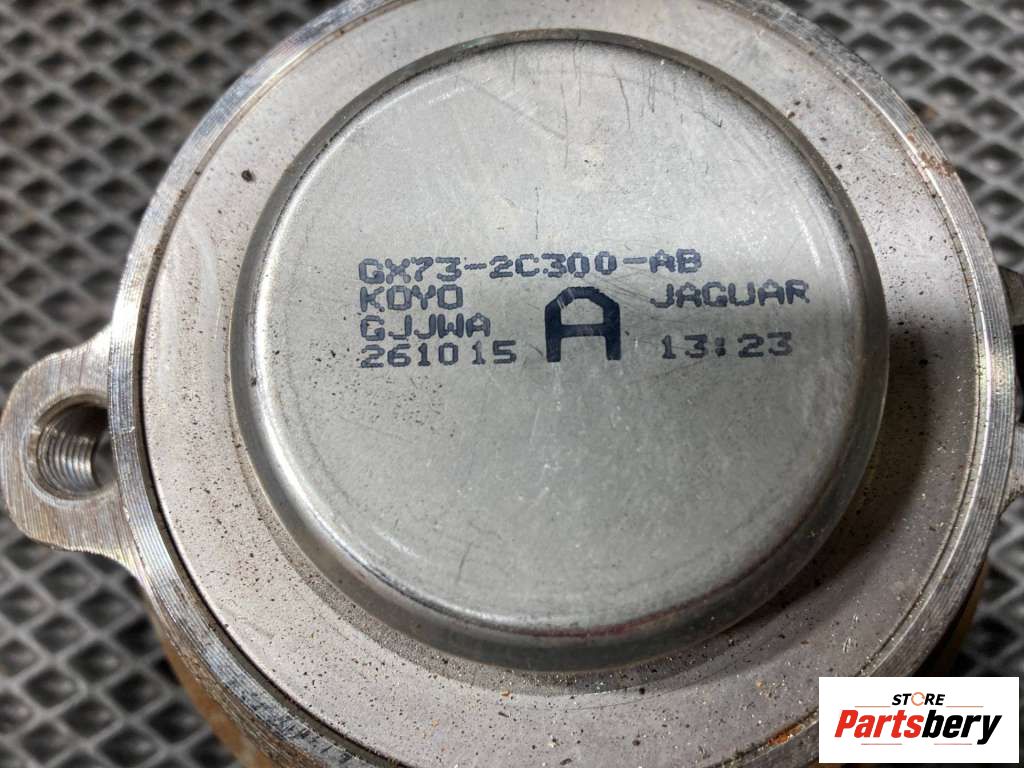 GX73-2C300-AB
KOYO A JAGUAR
GJJWA
261015 13:23
STORE
Partsbery